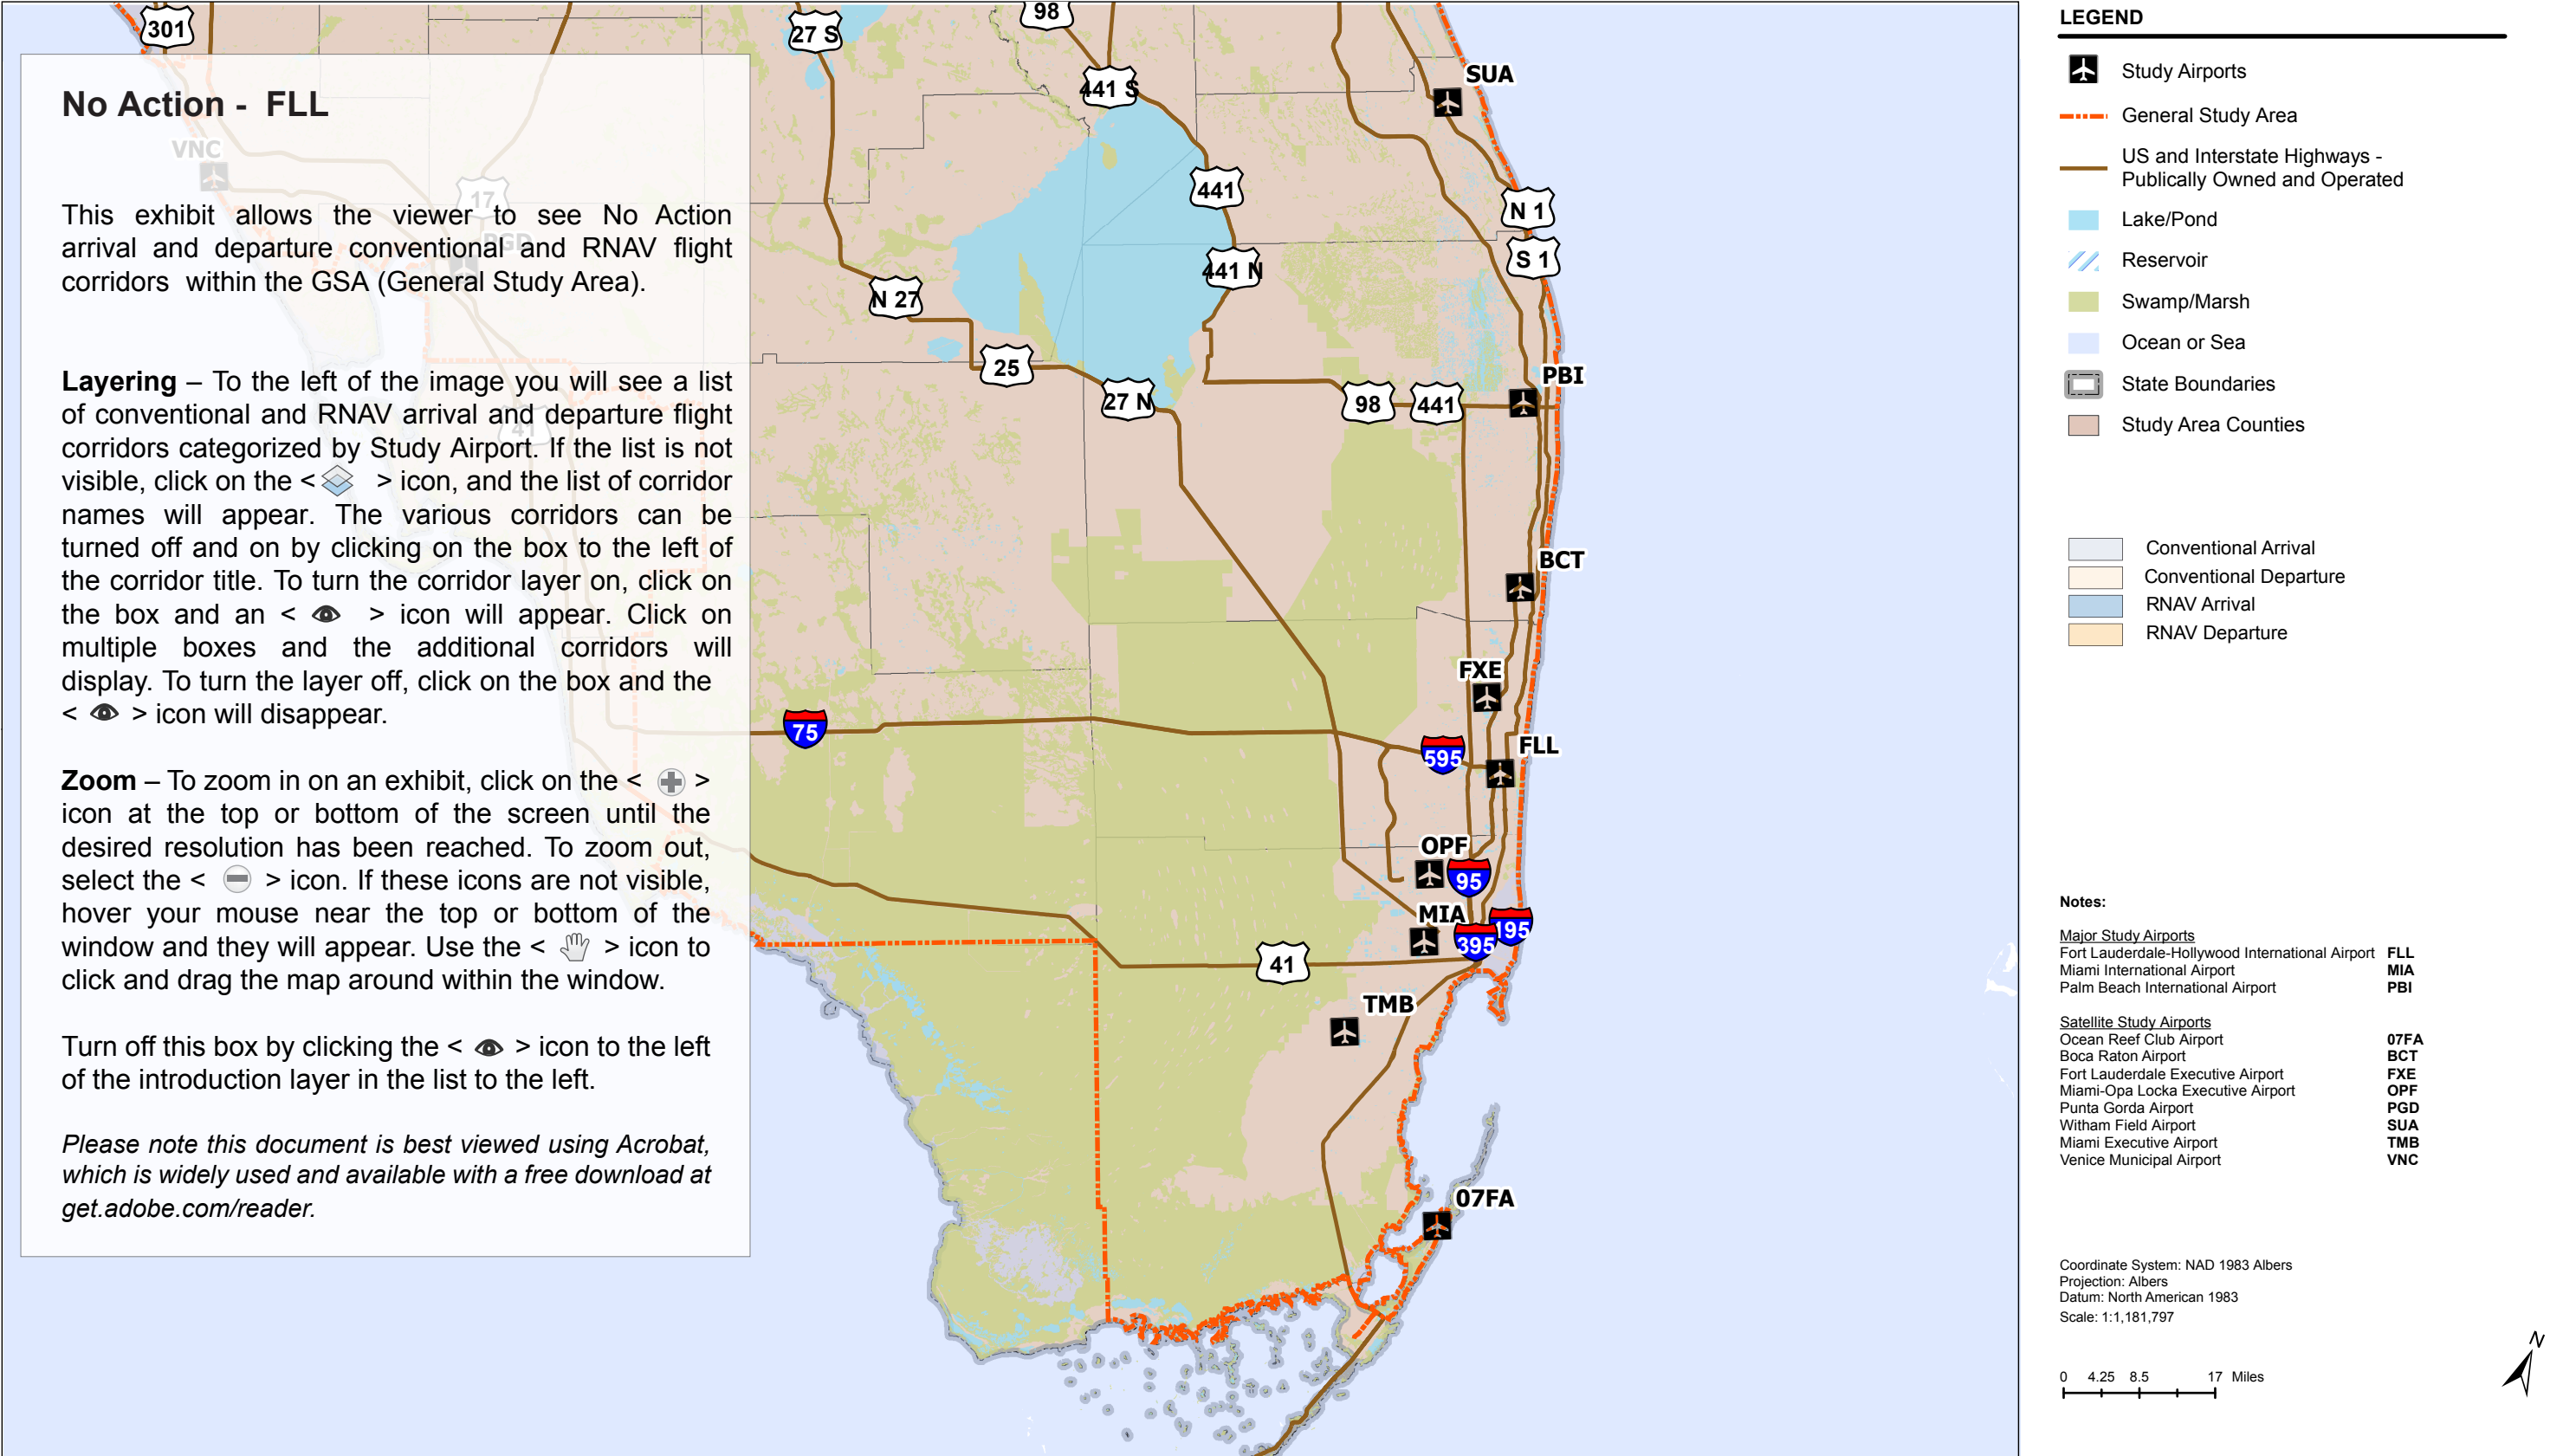 No Action -  FLL
This exhibit allows the viewer to see No Action
arrival and departure conventional and RNAV flight
corridors  within the GSA (General Study Area).
Layering – To the left of the image you will see a list
of conventional and RNAV arrival and departure flight
corridors categorized by Study Airport. If the list is not
visible, click on the < > icon, and the list of corridor
names will appear. The various corridors can be
turned off and on by clicking on the box to the left of
the corridor title. To turn the corridor layer on, click on
the box and an < > icon will appear. Click on
multiple boxes and the additional corridors will
display. To turn the layer off, click on the box and the
< > icon will disappear.
Zoom – To zoom in on an exhibit, click on the < >
icon at the top or bottom of the screen until the
desired resolution has been reached. To zoom out,
select the < > icon. If these icons are not visible,
hover your mouse near the top or bottom of the
window and they will appear. Use the < > icon to
click and drag the map around within the window.
Turn off this box by clicking the < > icon to the left
of the introduction layer in the list to the left.
Please note this document is best viewed using Acrobat,
which is widely used and available with a free download at
get.adobe.com/reader.
301
VNC
17
PGD
41
27 S
98
441 S
SUA
441
N 1
S 1
441 N
N 27
25
27 N
98
441
PBI
BCT
FXE
75
595
FLL
OPF
95
MIA
195
395
41
TMB
07FA
LEGEND
Study Airports
General Study Area
US and Interstate Highways -
Publically Owned and Operated
Lake/Pond
Reservoir
Swamp/Marsh
Ocean or Sea
State Boundaries
Study Area Counties
Conventional Arrival
Conventional Departure
RNAV Arrival
RNAV Departure
Notes:
Major Study Airports
Fort Lauderdale-Hollywood International Airport FLL
Miami International Airport MIA
Palm Beach International Airport PBI
Satellite Study Airports
Ocean Reef Club Airport 07FA
Boca Raton Airport BCT
Fort Lauderdale Executive Airport FXE
Miami-Opa Locka Executive Airport OPF
Punta Gorda Airport PGD
Witham Field Airport SUA
Miami Executive Airport TMB
Venice Municipal Airport VNC
Coordinate System: NAD 1983 Albers
Projection: Albers
Datum: North American 1983
Scale: 1:1,181,797
N
0 4.25 8.5 17 Miles